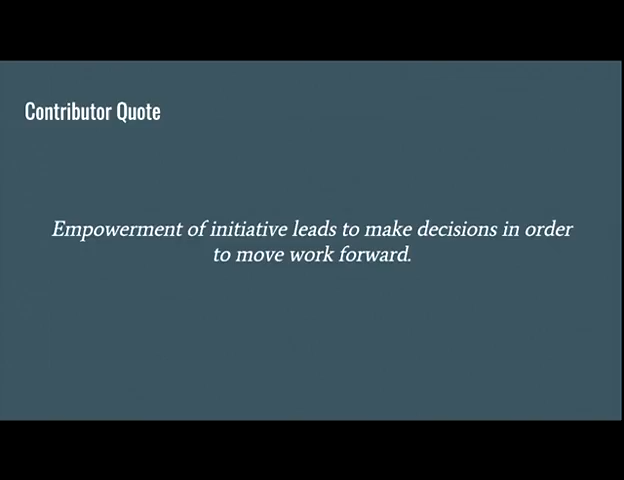 Contributor Quote
Empowerment of initiative leads to make decisions in order
to move work forward.